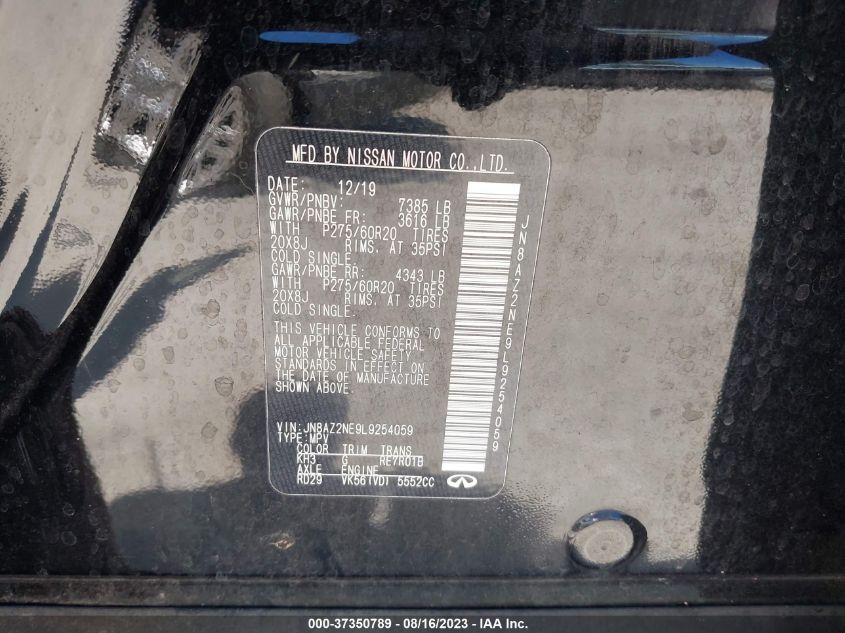 MFD BY NISSAN MOTOR CO.,LTD.
DATE: 12/19
GVWR/PNBV: 7385 LB
GAWR/PNBE FR: 3616 LB
WITH P275/60R20 TIRES
20X8J RIMS, AT 35PSI
COLD SINGLE.
GAWR/PNBE RR: 4343 LB
WITH P275/60R20 TIRES
20X8J RIMS, AT 35PSI
COLD SINGLE.
THIS VEHICLE CONFORMS TO
ALL APPLICABLE FEDERAL
MOTOR VEHICLE SAFETY
STANDARDS IN EFFECT ON
THE DATE OF MANUFACTURE
SHOWN ABOVE.
VIN: JN8AZ2NE9L9254059
TYPE: MPV
COLOR TRIM TRANS
KH3 G RE7R01B
AXLE ENGINE
RD29 VK56(VD) 5552CC
JN8AZ2NE9L9254059
000-37350789 - 08/16/2023 - IAA Inc.